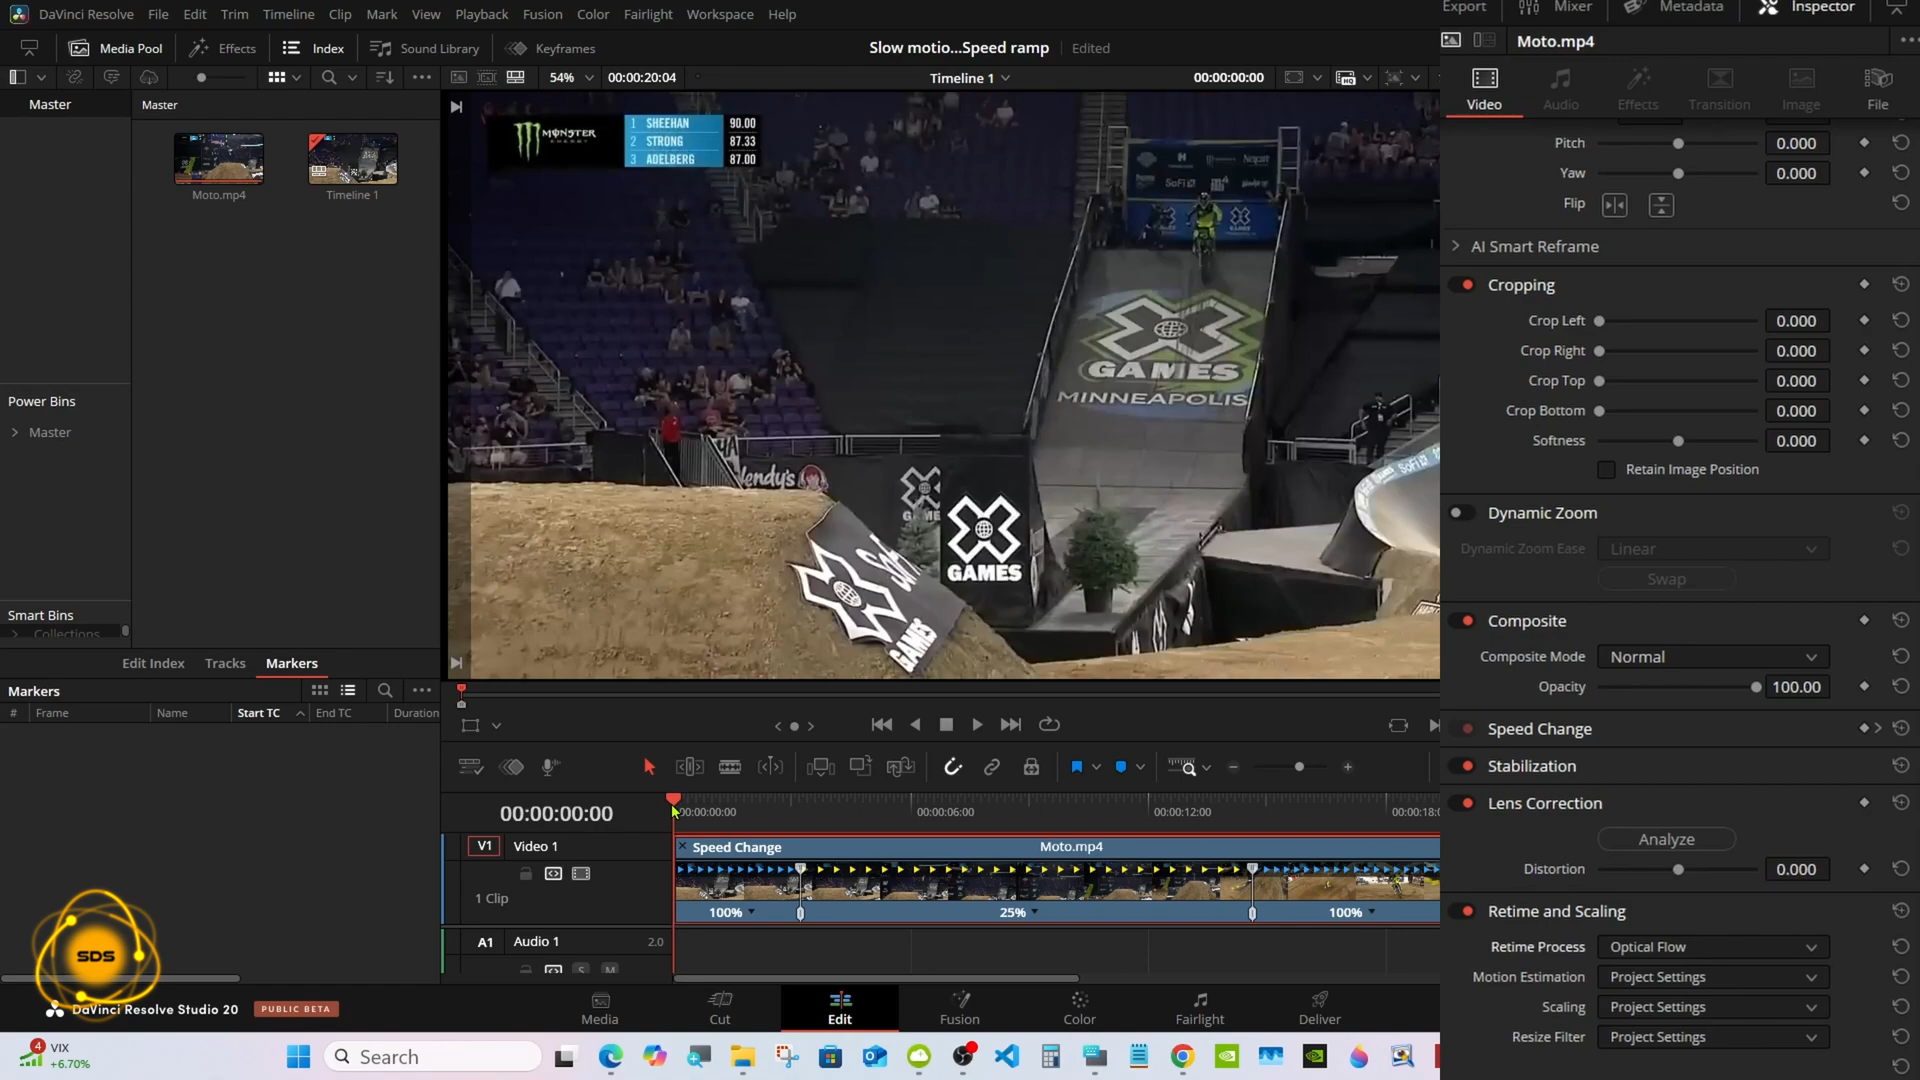 DaVinci Resolve File Edit Trim Timeline Clip Mark View Playback Fusion Color Fairlight Workspace Help
Export Mixer Metadata Inspector
Media Pool Effects Index Sound Library Keyframes
Slow motio...Speed ramp Edited
Moto.mp4
54% 00:00:20:04
Timeline 1
00:00:00:00
Video Audio Effects Transition Image File
Master
Master
Moto.mp4
Timeline 1
MONSTER
ENERGY
1 SHEEHAN 90.00
2 STRONG 87.33
3 ADELBERG 87.00
SoFi
GAMES
MINNEAPOLIS
Wendy's
GAMES
SoFi
GAMES
Pitch 0.000
Yaw 0.000
Flip
AI Smart Reframe
Cropping
Crop Left 0.000
Crop Right 0.000
Crop Top 0.000
Crop Bottom 0.000
Softness 0.000
Retain Image Position
Dynamic Zoom
Dynamic Zoom Ease Linear
Swap
Composite
Composite Mode Normal
Opacity 100.00
Speed Change
Stabilization
Lens Correction
Analyze
Distortion 0.000
Retime and Scaling
Retime Process Optical Flow
Motion Estimation Project Settings
Scaling Project Settings
Resize Filter Project Settings
Power Bins
Master
Smart Bins
Collections
Edit Index Tracks Markers
Markers
# Frame Name Start TC End TC Duration
00:00:00:00
00:00:00:00 00:00:06:00 00:00:12:00 00:00:18:0
V1 Video 1
1 Clip
Speed Change Moto.mp4
100% 25% 100%
A1 Audio 1 2.0
S M
SDS
DaVinci Resolve Studio 20 PUBLIC BETA
Media Cut Edit Fusion Color Fairlight Deliver
4 VIX
+6.70%
Search